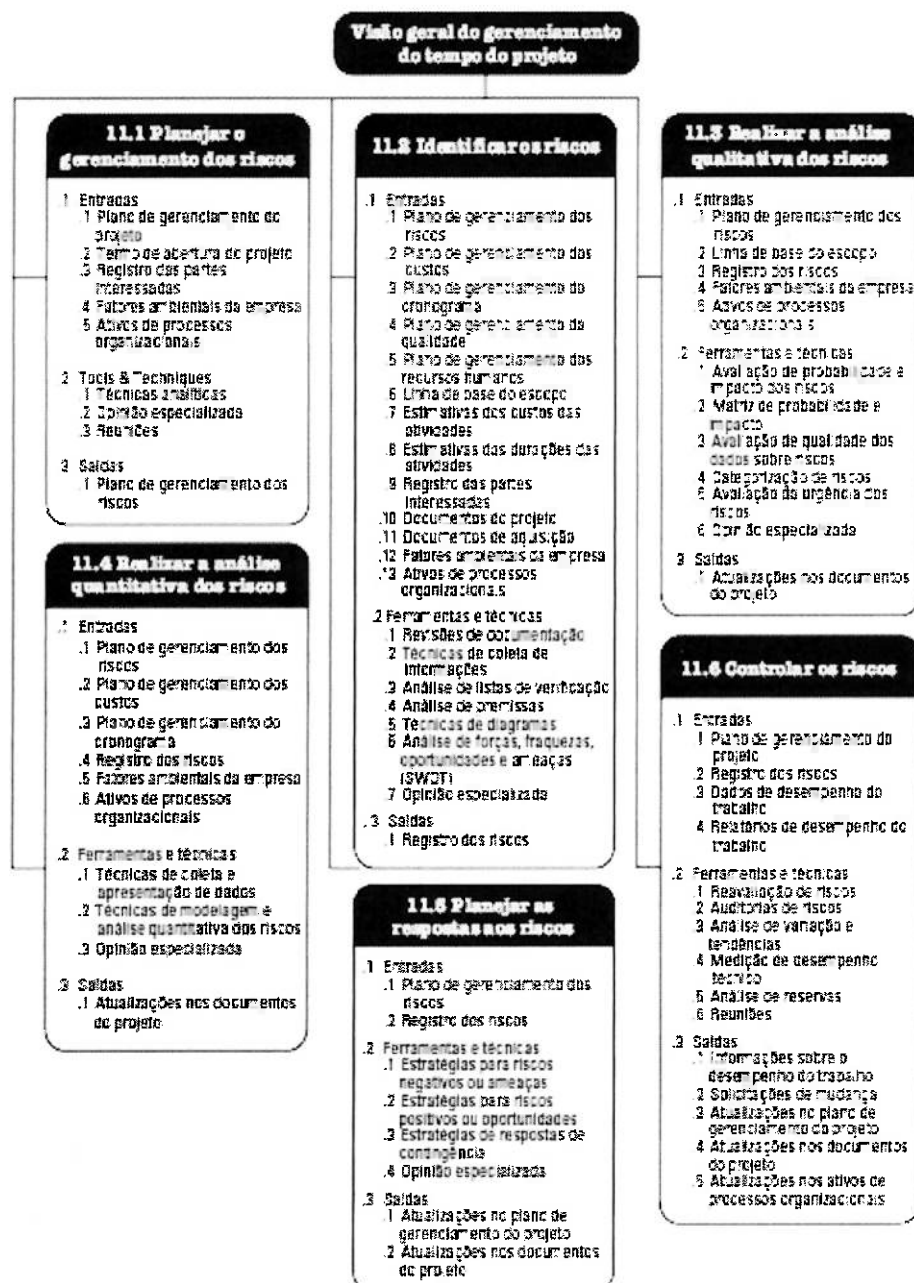 Visão geral do gerenciamento
do tempo do projeto
11.1 Planejar o
gerenciamento dos riscos
.1 Entradas
.1 Plano de gerenciamento do
projeto
.2 Termo de abertura do projeto
.3 Registro das partes
interessadas
.4 Fatores ambientais da empresa
.5 Ativos de processos
organizacionais
.2 Tools & Techniques
.1 Técnicas analíticas
.2 Opinião especializada
.3 Reuniões
.3 Saídas
.1 Plano de gerenciamento dos
riscos
11.2 Identificar os riscos
.1 Entradas
.1 Plano de gerenciamento dos
riscos
.2 Plano de gerenciamento dos
custos
.3 Plano de gerenciamento do
cronograma
.4 Plano de gerenciamento da
qualidade
.5 Plano de gerenciamento dos
recursos humanos
.6 Linha de base do escopo
.7 Estimativas dos custos das
atividades
.8 Estimativas das durações das
atividades
.9 Registro das partes
interessadas
.10 Documentos do projeto
.11 Documentos de aquisição
.12 Fatores ambientais da empresa
.13 Ativos de processos
organizacionais
.2 Ferramentas e técnicas
.1 Revisões de documentação
.2 Técnicas de coleta de
informações
.3 Análise de listas de verificação
.4 Análise de premissas
.5 Técnicas de diagramas
.6 Análise de forças, fraquezas,
oportunidades e ameaças
(SWOT)
.7 Opinião especializada
.3 Saídas
.1 Registro dos riscos
11.3 Realizar a análise
qualitativa dos riscos
.1 Entradas
.1 Plano de gerenciamento dos
riscos
.2 Linha de base do escopo
.3 Registro dos riscos
.4 Fatores ambientais da empresa
.5 Ativos de processos
organizacionais
.2 Ferramentas e técnicas
.1 Avaliação de probabilidade e
impacto dos riscos
.2 Matriz de probabilidade e
impacto
.3 Avaliação de qualidade dos
dados sobre riscos
.4 Categorização de riscos
.5 Avaliação da urgência dos
riscos
.6 Opinião especializada
.3 Saídas
.1 Atualizações nos documentos
do projeto
11.4 Realizar a análise
quantitativa dos riscos
.1 Entradas
.1 Plano de gerenciamento dos
riscos
.2 Plano de gerenciamento dos
custos
.3 Plano de gerenciamento do
cronograma
.4 Registro dos riscos
.5 Fatores ambientais da empresa
.6 Ativos de processos
organizacionais
.2 Ferramentas e técnicas
.1 Técnicas de coleta e
apresentação de dados
.2 Técnicas de modelagem e
análise quantitativa dos riscos
.3 Opinião especializada
.3 Saídas
.1 Atualizações nos documentos
do projeto
11.5 Planejar as
respostas aos riscos
.1 Entradas
.1 Plano de gerenciamento dos
riscos
.2 Registro dos riscos
.2 Ferramentas e técnicas
.1 Estratégias para riscos
negativos ou ameaças
.2 Estratégias para riscos
positivos ou oportunidades
.3 Estratégias de respostas de
contingência
.4 Opinião especializada
.3 Saídas
.1 Atualizações no plano de
gerenciamento do projeto
.2 Atualizações nos documentos
do projeto
11.6 Controlar os riscos
.1 Entradas
.1 Plano de gerenciamento do
projeto
.2 Registro dos riscos
.3 Dados de desempenho do
trabalho
.4 Relatórios de desempenho do
trabalho
.2 Ferramentas e técnicas
.1 Reavaliação de riscos
.2 Auditorias de riscos
.3 Análise de variação e
tendências
.4 Medição de desempenho
técnico
.5 Análise de reservas
.6 Reuniões
.3 Saídas
.1 Informações sobre o
desempenho do trabalho
.2 Solicitações de mudança
.3 Atualizações no plano de
gerenciamento do projeto
.4 Atualizações nos documentos
do projeto
.5 Atualizações nos ativos de
processos organizacionais